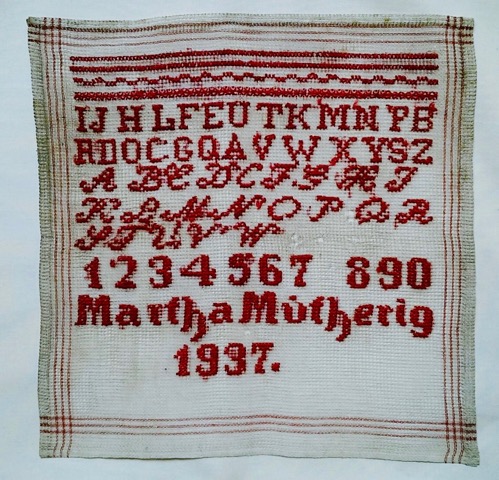 IJHLFEUTKMNPB
RDOCGQAVWXYSZ
A B C D E F G H I
K L M N O P Q R
S T U V W
1234567 890
Martha Mütherig
1937.